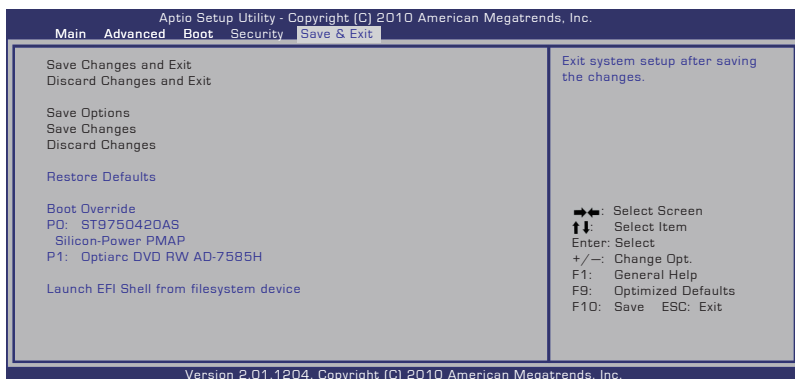 Aptio Setup Utility - Copyright (C) 2010 American Megatrends, Inc.
Main Advanced Boot Security Save & Exit
Save Changes and Exit
Discard Changes and Exit
Save Options
Save Changes
Discard Changes
Restore Defaults
Boot Override
P0: ST9750420AS
Silicon-Power PMAP
P1: Optiarc DVD RW AD-7585H
Launch EFI Shell from filesystem device
Exit system setup after saving
the changes.
→←: Select Screen
↑↓: Select Item
Enter: Select
+/—: Change Opt.
F1: General Help
F9: Optimized Defaults
F10: Save ESC: Exit
Version 2.01.1204. Copyright (C) 2010 American Megatrends, Inc.